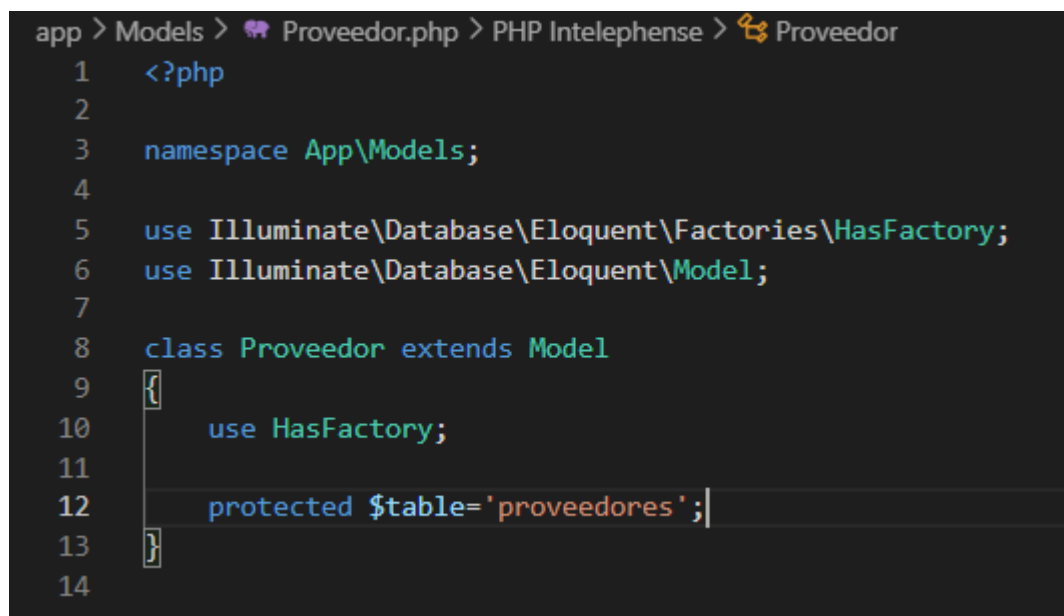 app > Models > Proveedor.php > PHP Intelephense > Proveedor
1 <?php
2
3 namespace App\Models;
4
5 use Illuminate\Database\Eloquent\Factories\HasFactory;
6 use Illuminate\Database\Eloquent\Model;
7
8 class Proveedor extends Model
9 {
10 use HasFactory;
11
12 protected $table='proveedores';
13 }
14